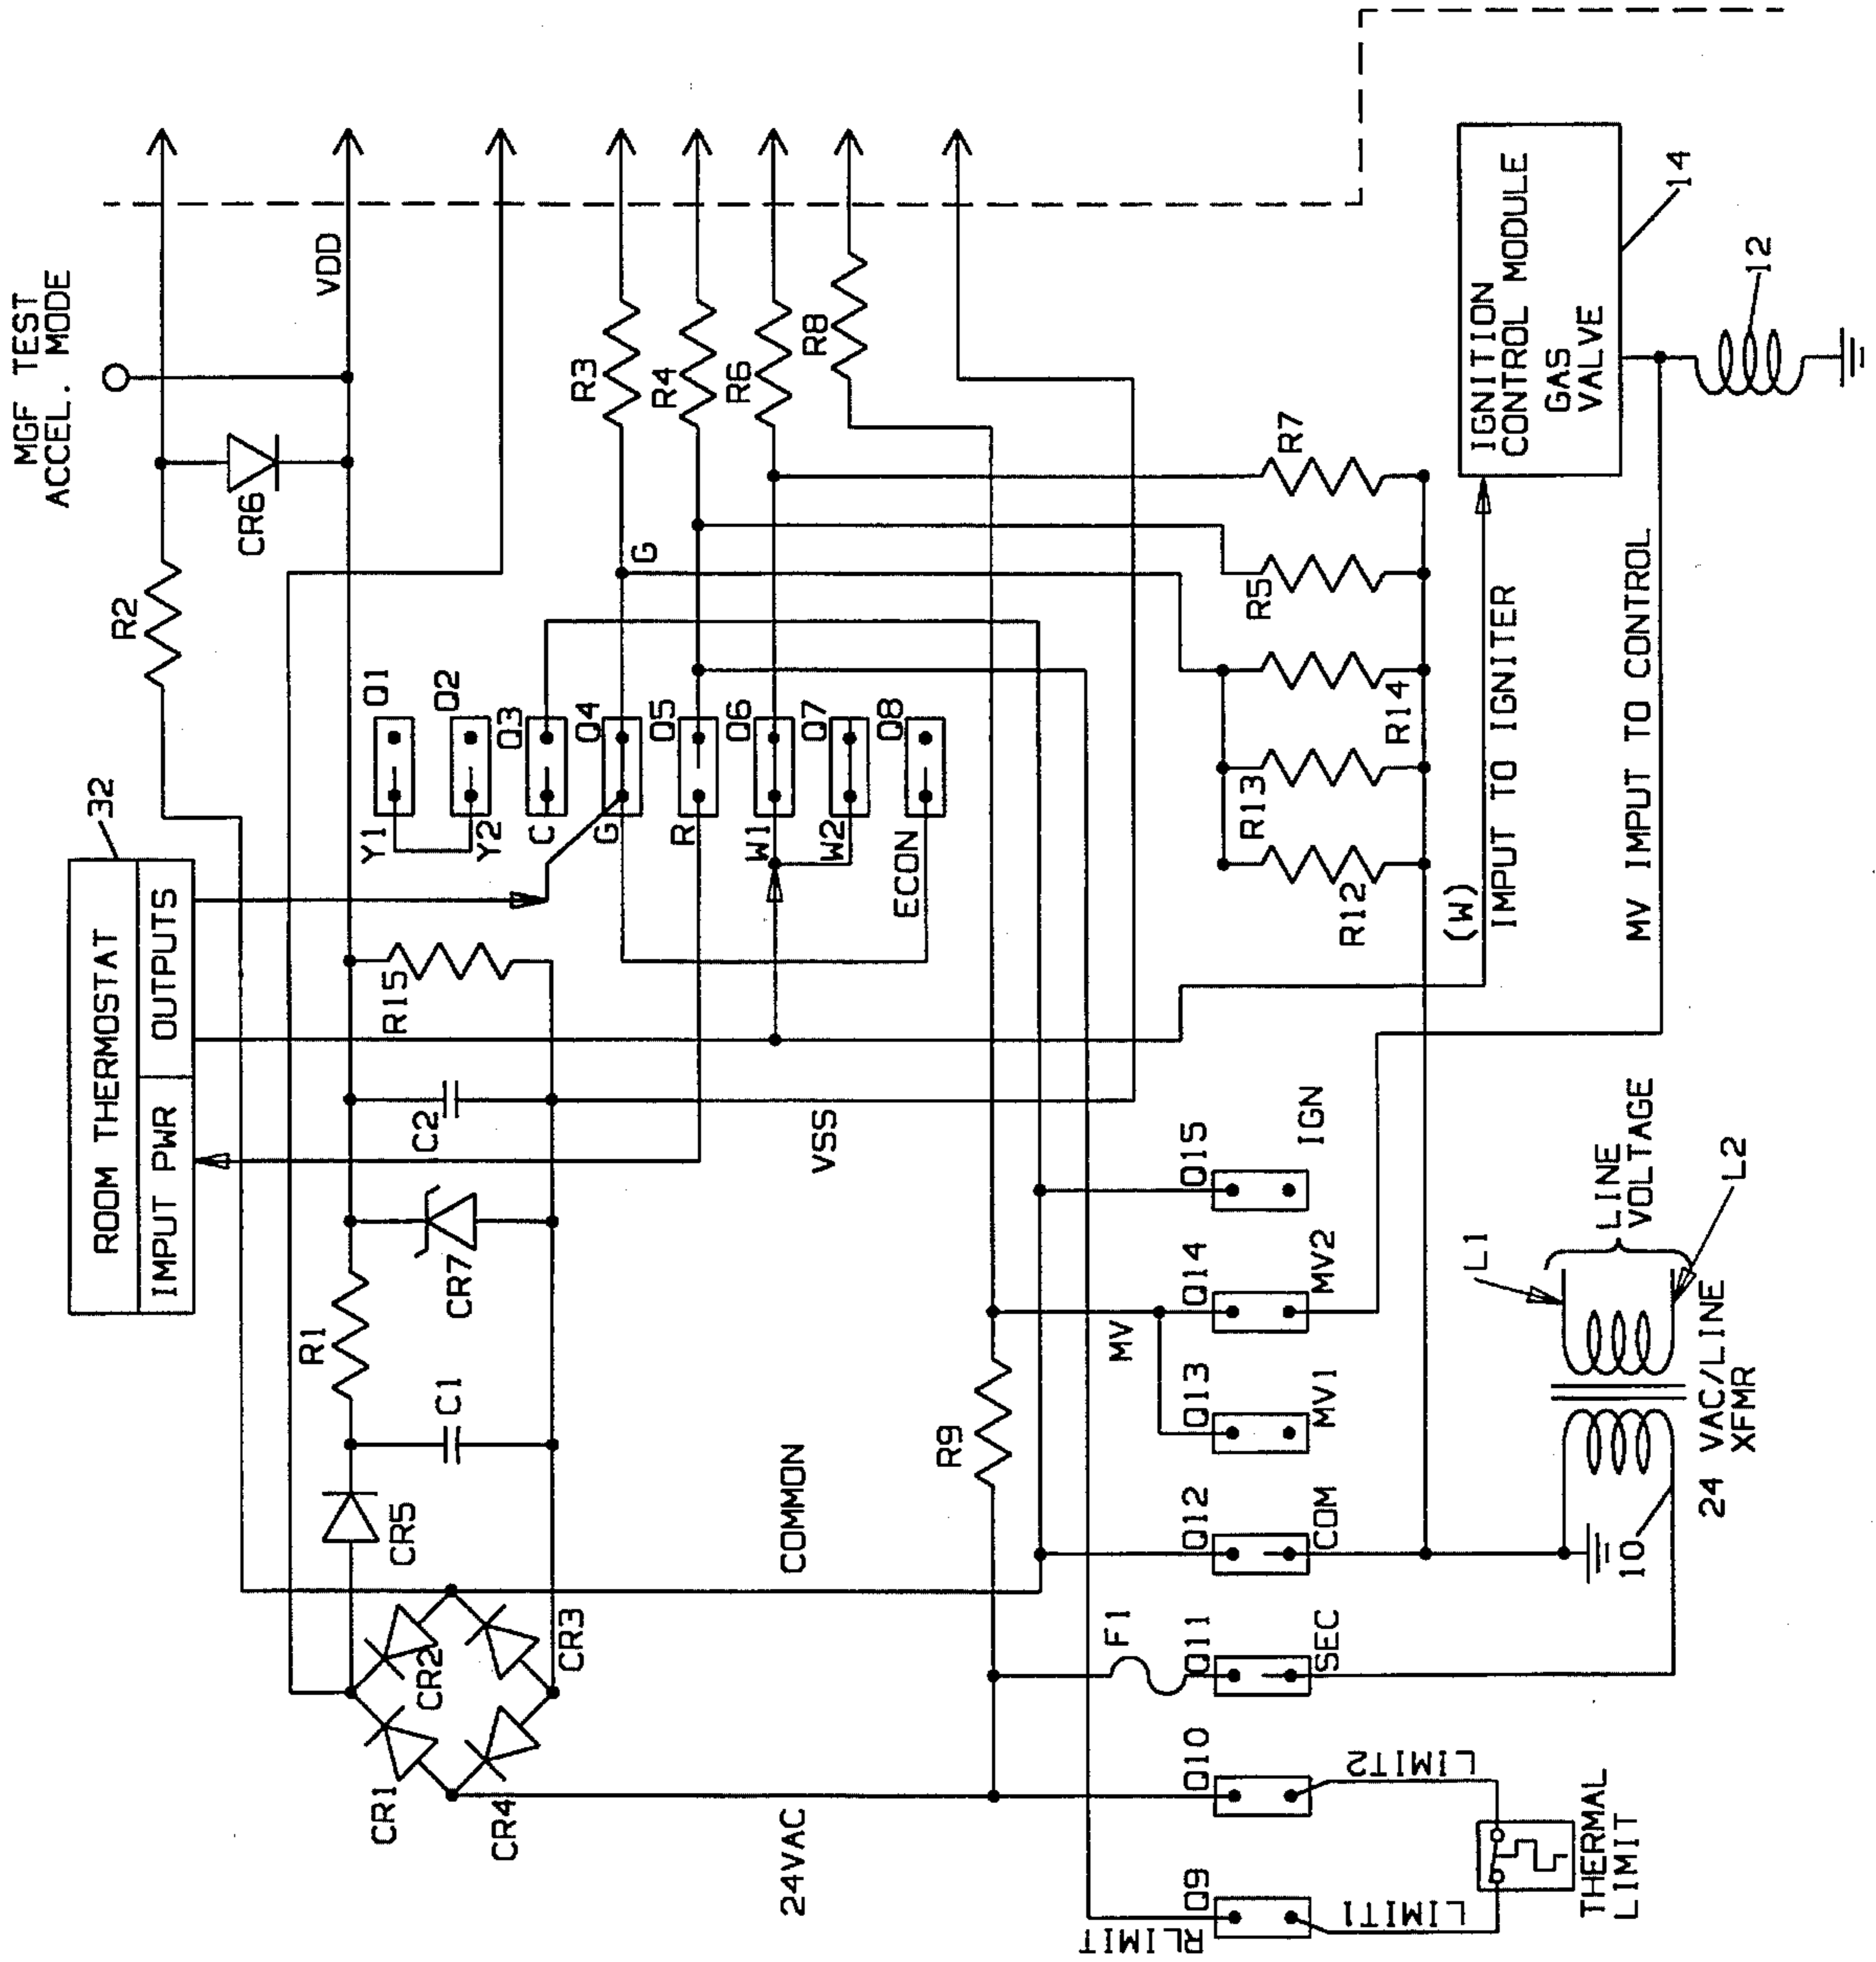 MGF TEST
ACCEL. MODE
VDD
R2
CR6
32
ROOM THERMOSTAT
IMPUT PWR
OUTPUTS
R3
R4
R6
R8
G
Q1
Q2
Q3
Q4
Q5
Q6
Q7
Q8
Y1
Y2
C
G
R
W1
W2
ECON
R15
C2
VSS
CR7
R1
C1
CR5
CR2
CR3
CR1
CR4
COMMON
24VAC
R9
R7
R5
R14
R13
R12
IGNITION
CONTROL MODULE
GAS
VALVE
14
12
(W)
IMPUT TO IGNITER
MV IMPUT TO CONTROL
MV
F1
Q15
IGN
Q14
MV2
Q13
MV1
Q12
COM
Q11
SEC
Q10
Q9
RLIMIT
LIMIT2
LIMIT1
THERMAL
LIMIT
10
24 VAC/LINE
XFMR
L1
L2
LINE
VOLTAGE